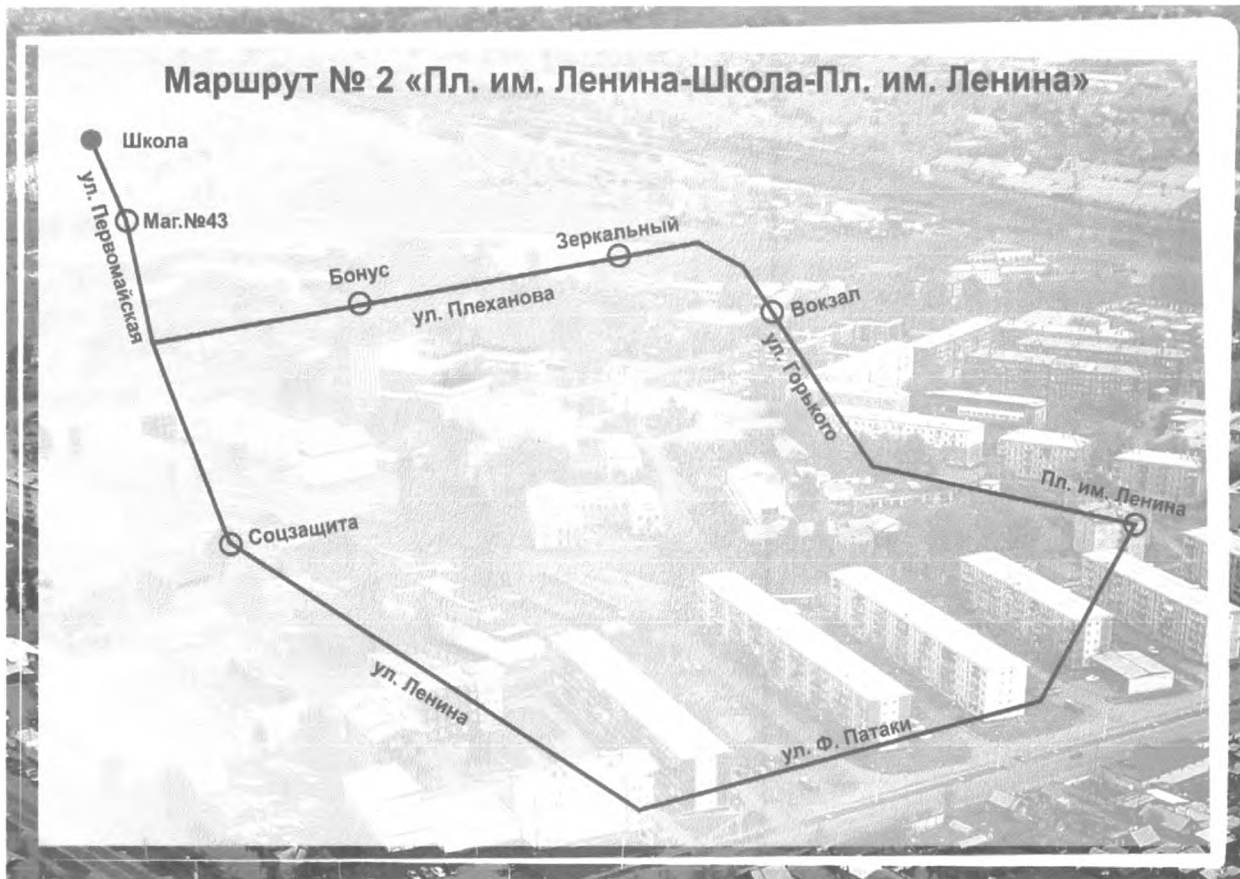 Маршрут № 2 «Пл. им. Ленина-Школа-Пл. им. Ленина»
Школа
ул. Первомайская
Маг.№43
Бонус
ул. Плеханова
Зеркальный
Вокзал
ул. Горького
Пл. им. Ленина
Соцзащита
ул. Ленина
ул. Ф. Патаки